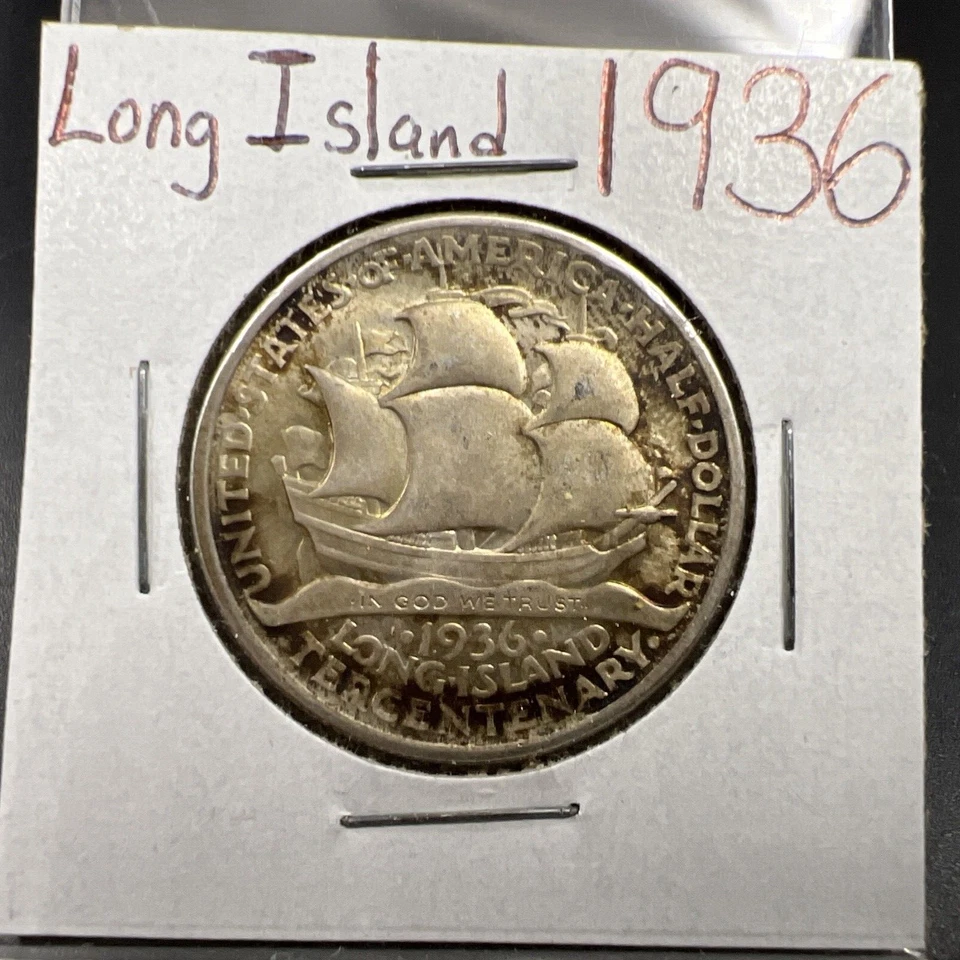 Long Island 1936
UNITED·STATES OF AMERICA·HALF·DOLLAR
·IN GOD WE TRUST·
·1936·
LONG·ISLAND
·TERCENTENARY·